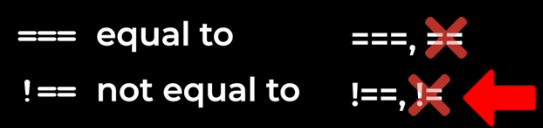 === equal to ===, ==
!== not equal to !==, !=